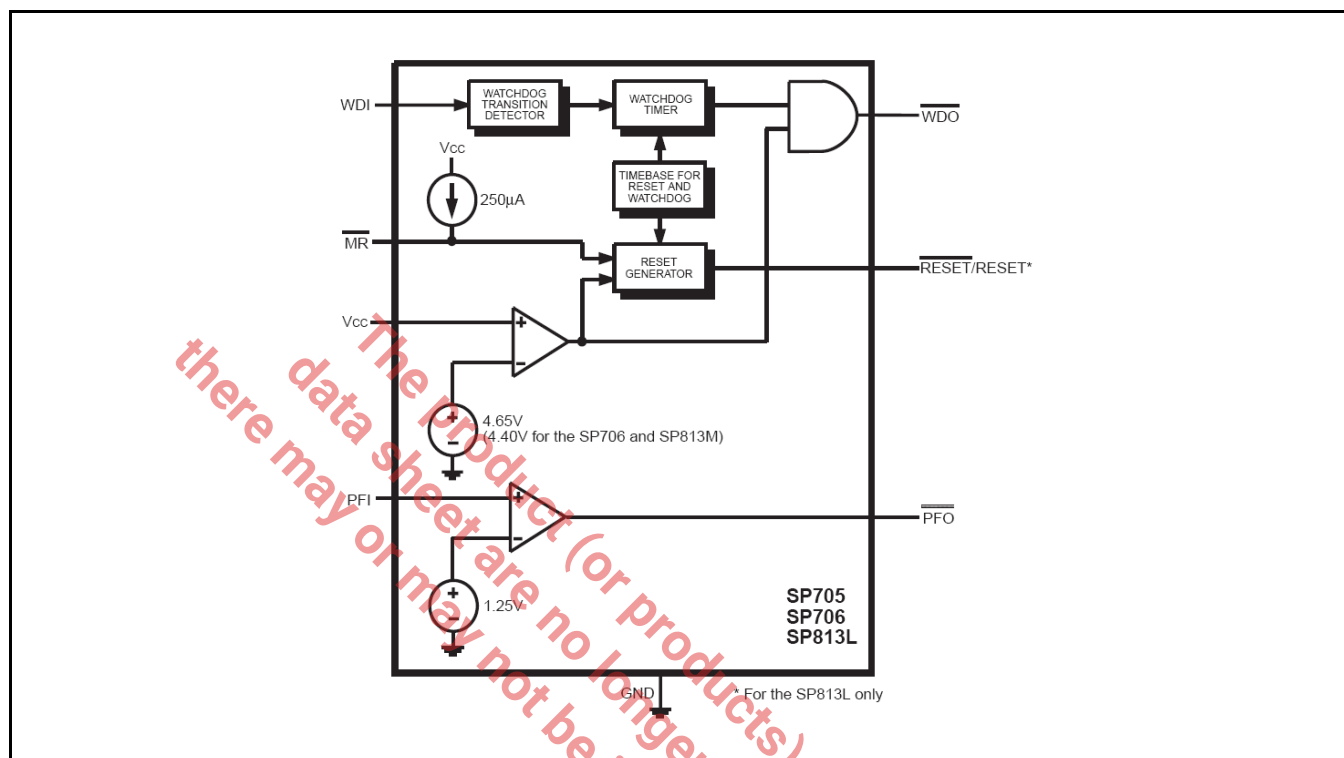 WDI
WATCHDOG
TRANSITION
DETECTOR
WATCHDOG
TIMER
WDO
Vcc
250µA
TIMEBASE FOR
RESET AND
WATCHDOG
MR
RESET
GENERATOR
RESET/RESET*
Vcc
+
−
+
−
4.65V
(4.40V for the SP706 and SP813M)
PFI
+
−
PFO
+
−
1.25V
SP705
SP706
SP813L
GND
* For the SP813L only
The product (or products)
data sheet are no longer
there may or may not be